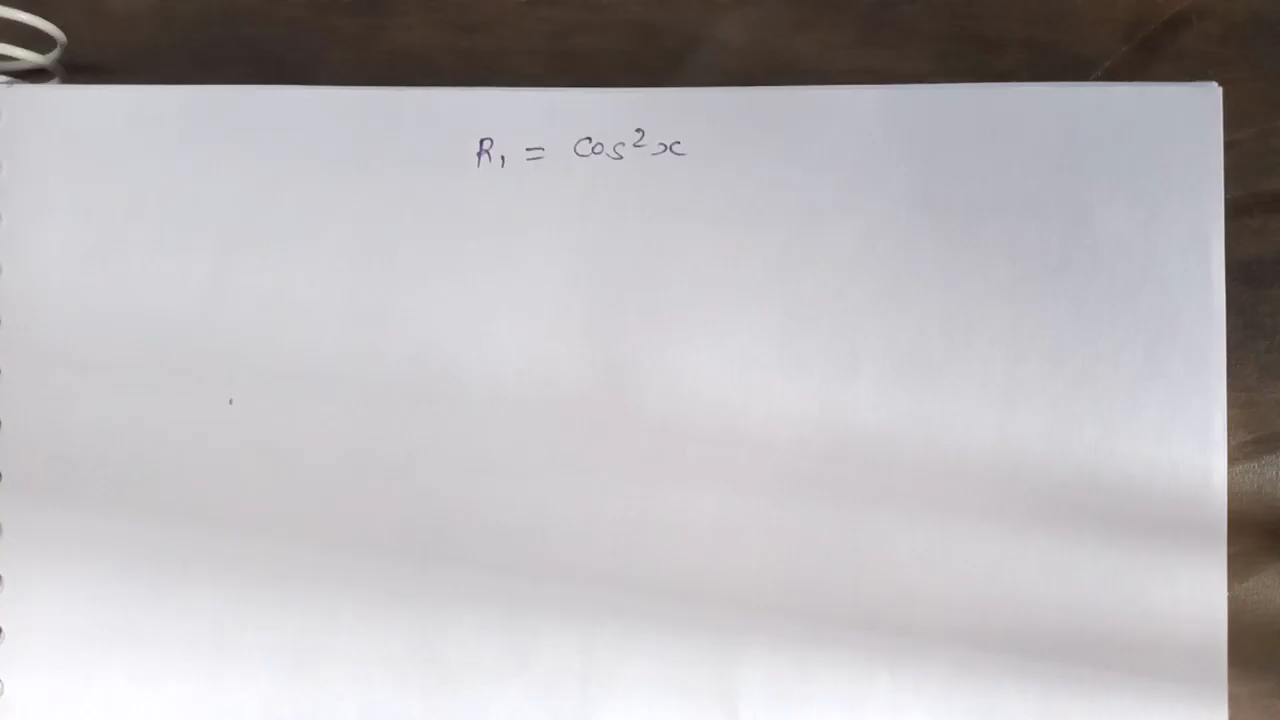 R₁ = cos²x